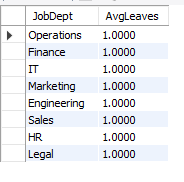 JobDept AvgLeaves
Operations 1.0000
Finance 1.0000
IT 1.0000
Marketing 1.0000
Engineering 1.0000
Sales 1.0000
HR 1.0000
Legal 1.0000